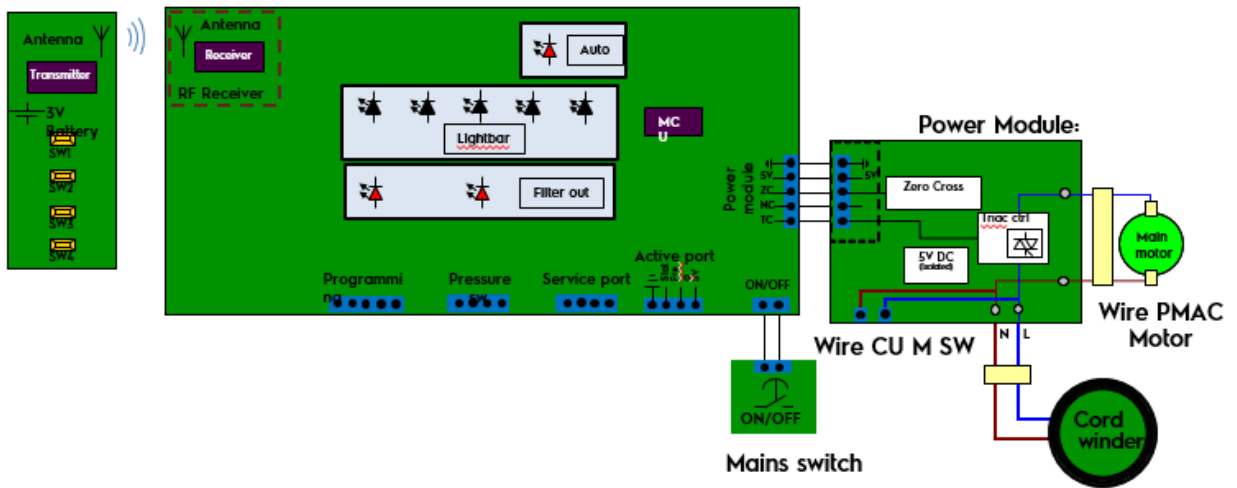 Antenna
Transmitter
3V
Battery
SW1
SW2
SW3
SW4
Antenna
Receiver
RF Receiver
Auto
Lightbar
Filter out
MC
U
Power
module
5V
ZC
NC
TC
Programmi
ng
Pressure
sw
Service port
Active port
5V
ON/OFF
ON/OFF
Mains switch
Power Module:
5V
Zero Cross
Triac ctrl
5V DC
(isolated)
Main
motor
Wire PMAC
Motor
Wire CU M SW
N
L
Cord
winder